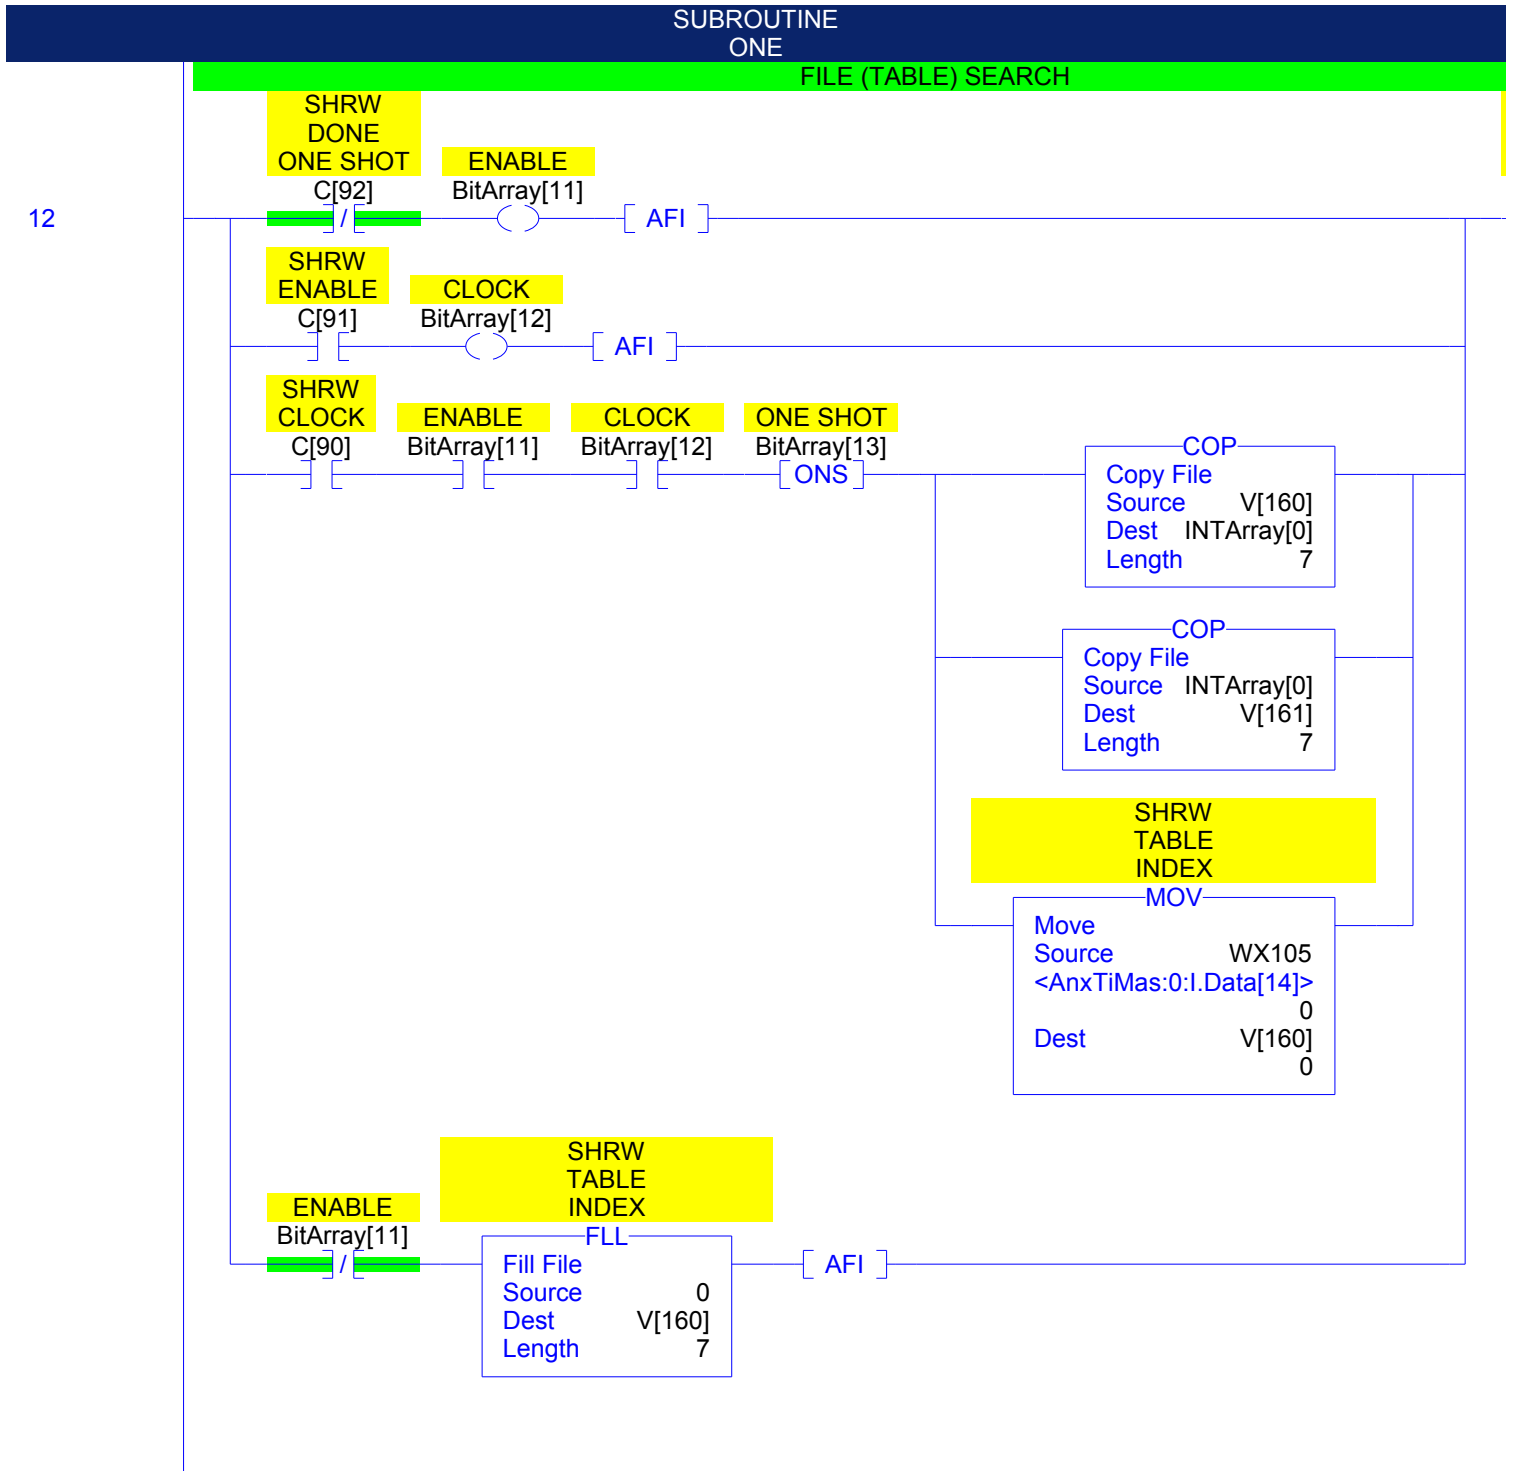 SUBROUTINE
ONE
FILE (TABLE) SEARCH
SHRW
DONE
ONE SHOT
C[92]
/
ENABLE
BitArray[11]
AFI
12
SHRW
ENABLE
C[91]
CLOCK
BitArray[12]
AFI
SHRW
CLOCK
C[90]
ENABLE
BitArray[11]
CLOCK
BitArray[12]
ONE SHOT
BitArray[13]
ONS
COP
Copy File
Source V[160]
Dest INTArray[0]
Length 7
COP
Copy File
Source INTArray[0]
Dest V[161]
Length 7
SHRW
TABLE
INDEX
MOV
Move
Source WX105
<AnxTiMas:0:I.Data[14]>
0
Dest V[160]
0
ENABLE
BitArray[11]
/
SHRW
TABLE
INDEX
FLL
Fill File
Source 0
Dest V[160]
Length 7
AFI